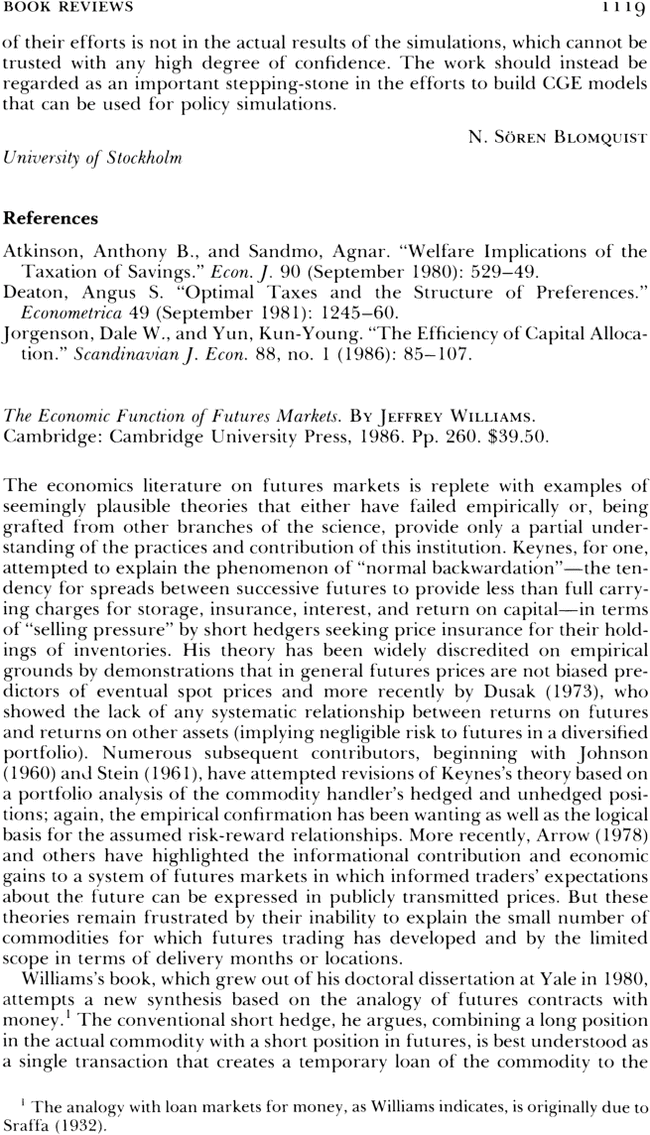 BOOK REVIEWS 1119
of their efforts is not in the actual results of the simulations, which cannot be
trusted with any high degree of confidence. The work should instead be
regarded as an important stepping-stone in the efforts to build CGE models
that can be used for policy simulations.
N. SÖREN BLOMQUIST
University of Stockholm
References
Atkinson, Anthony B., and Sandmo, Agnar. “Welfare Implications of the
Taxation of Savings.” Econ. J. 90 (September 1980): 529–49.
Deaton, Angus S. “Optimal Taxes and the Structure of Preferences.”
Econometrica 49 (September 1981): 1245–60.
Jorgenson, Dale W., and Yun, Kun-Young. “The Efficiency of Capital Alloca-
tion.” Scandinavian J. Econ. 88, no. 1 (1986): 85–107.
The Economic Function of Futures Markets. BY JEFFREY WILLIAMS.
Cambridge: Cambridge University Press, 1986. Pp. 260. $39.50.
The economics literature on futures markets is replete with examples of
seemingly plausible theories that either have failed empirically or, being
grafted from other branches of the science, provide only a partial under-
standing of the practices and contribution of this institution. Keynes, for one,
attempted to explain the phenomenon of “normal backwardation”—the ten-
dency for spreads between successive futures to provide less than full carry-
ing charges for storage, insurance, interest, and return on capital—in terms
of “selling pressure” by short hedgers seeking price insurance for their hold-
ings of inventories. His theory has been widely discredited on empirical
grounds by demonstrations that in general futures prices are not biased pre-
dictors of eventual spot prices and more recently by Dusak (1973), who
showed the lack of any systematic relationship between returns on futures
and returns on other assets (implying negligible risk to futures in a diversified
portfolio). Numerous subsequent contributors, beginning with Johnson
(1960) and Stein (1961), have attempted revisions of Keynes’s theory based on
a portfolio analysis of the commodity handler’s hedged and unhedged posi-
tions; again, the empirical confirmation has been wanting as well as the logical
basis for the assumed risk-reward relationships. More recently, Arrow (1978)
and others have highlighted the informational contribution and economic
gains to a system of futures markets in which informed traders’ expectations
about the future can be expressed in publicly transmitted prices. But these
theories remain frustrated by their inability to explain the small number of
commodities for which futures trading has developed and by the limited
scope in terms of delivery months or locations.
Williams’s book, which grew out of his doctoral dissertation at Yale in 1980,
attempts a new synthesis based on the analogy of futures contracts with
money.¹ The conventional short hedge, he argues, combining a long position
in the actual commodity with a short position in futures, is best understood as
a single transaction that creates a temporary loan of the commodity to the
¹ The analogy with loan markets for money, as Williams indicates, is originally due to
Sraffa (1932).